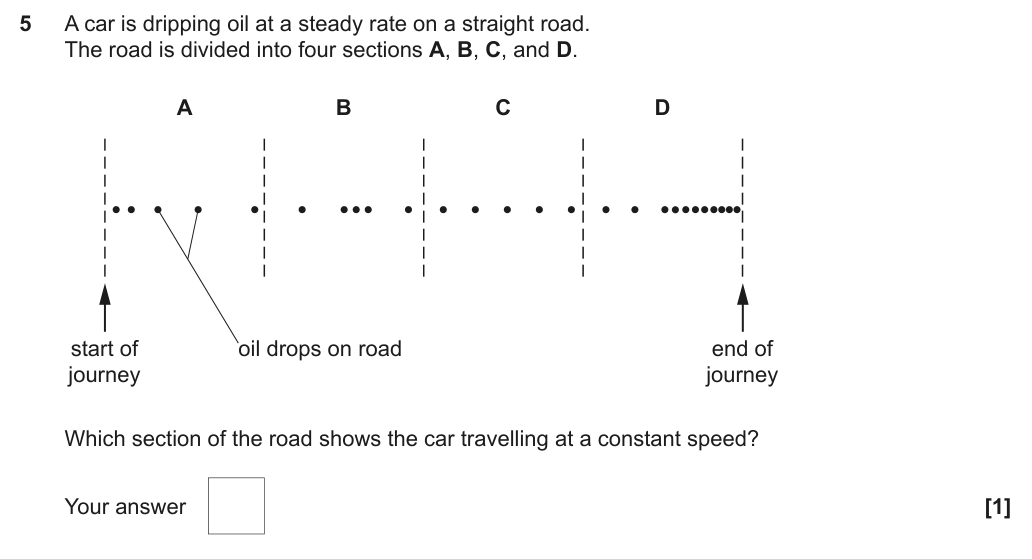 5 A car is dripping oil at a steady rate on a straight road.
The road is divided into four sections A, B, C, and D.
A B C D
start of journey
oil drops on road
end of journey
Which section of the road shows the car travelling at a constant speed?
Your answer [1]